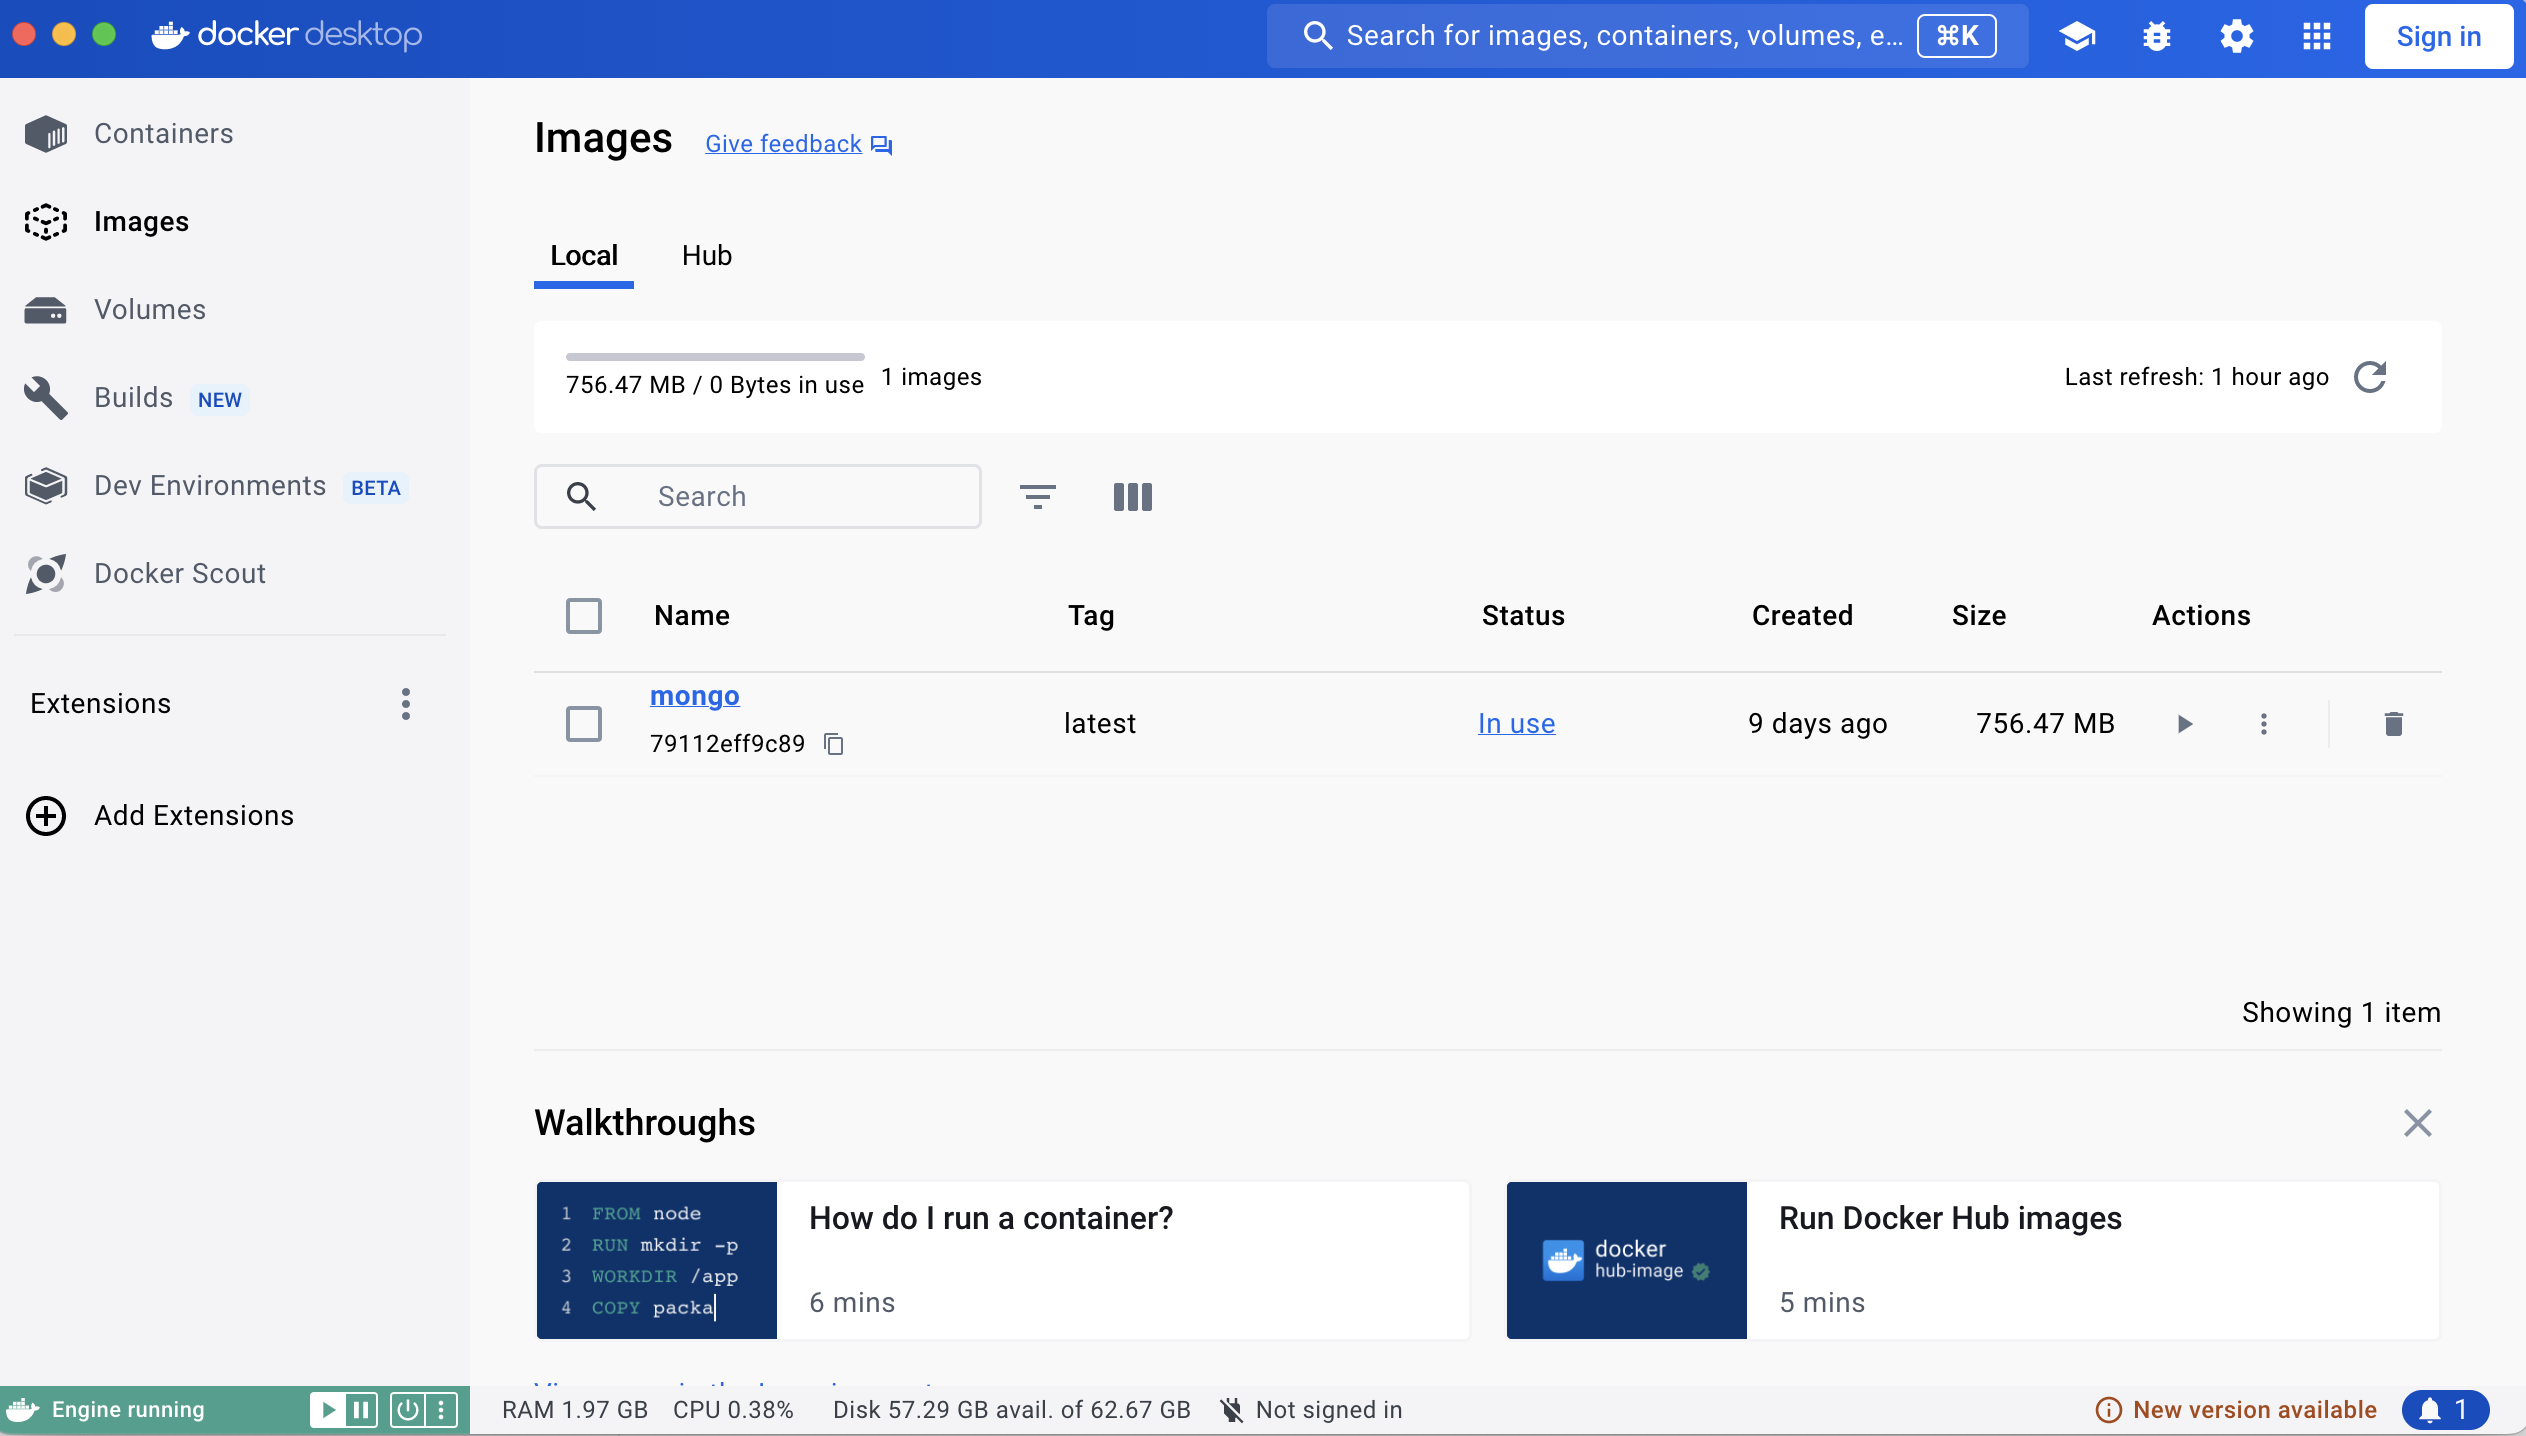 docker desktop
Search for images, containers, volumes, e... ⌘K
Sign in
Containers
Images
Volumes
Builds NEW
Dev Environments BETA
Docker Scout
Extensions
Add Extensions
Images Give feedback
Local Hub
756.47 MB / 0 Bytes in use 1 images
Last refresh: 1 hour ago
Search
Name Tag Status Created Size Actions
mongo
79112eff9c89
latest In use 9 days ago 756.47 MB
Showing 1 item
Walkthroughs
1 FROM node
2 RUN mkdir -p
3 WORKDIR /app
4 COPY packa
How do I run a container?
6 mins
docker
hub-image
Run Docker Hub images
5 mins
Engine running
RAM 1.97 GB CPU 0.38% Disk 57.29 GB avail. of 62.67 GB Not signed in
New version available 1